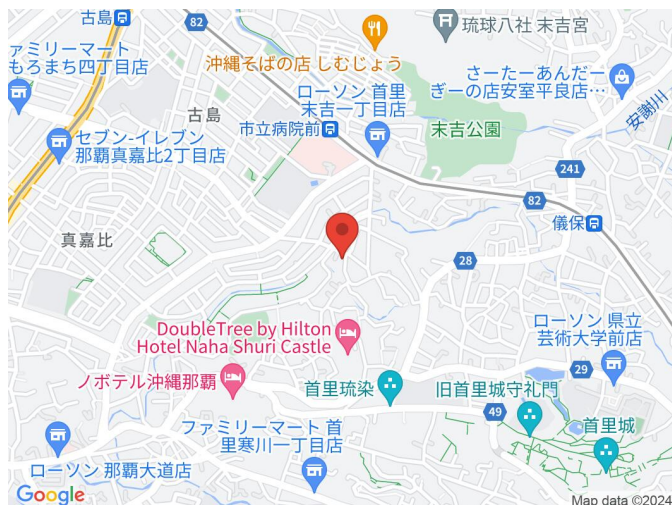 古島
82
琉球八社 末吉宮
沖縄そばの店 しむじょう
ァミリーマート
もろまち四丁目店
さーたーあんだー
ぎーの店安室平良店…
ローソン 首里
末吉一丁目店
古島
安謝川
市立病院前
末吉公園
セブン-イレブン
那覇真嘉比2丁目店
2
241
82
真嘉比
儀保
28
DoubleTree by Hilton
Hotel Naha Shuri Castle
ローソン 県立
芸術大学前店
29
ノボテル沖縄那覇
首里琉染
旧首里城守礼門
49
首里城
ファミリーマート 首
里寒川一丁目店
ローソン 那覇大道店
Google
Map data ©2024